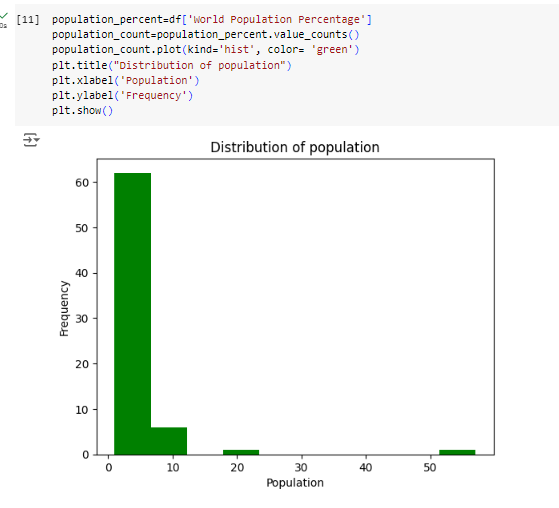 [11] population_percent=df['World Population Percentage']
0s
population_count=population_percent.value_counts()
population_count.plot(kind='hist', color= 'green')
plt.title("Distribution of population")
plt.xlabel('Population')
plt.ylabel('Frequency')
plt.show()
Distribution of population
60
50
40
30
20
10
0
Frequency
0 10 20 30 40 50
Population